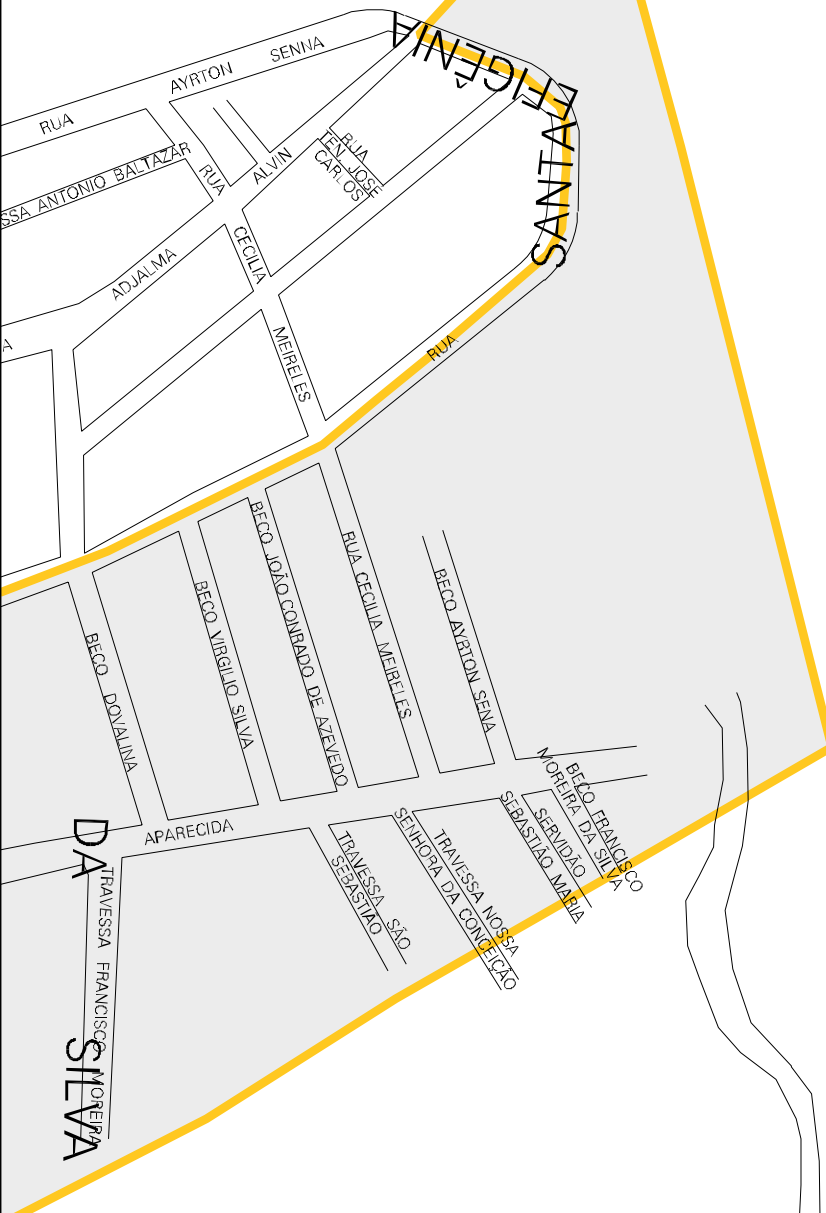 RUA AYRTON SENNA
SANTA EFIGÊNIA
SSA ANTONIO BALTAZAR
RUA
ALVIN
RUA
TEN JOSE
CARLOS
CECILIA
ADJALMA
A
MEIRELES
RUA
BECO JOÃO CONRADO DE AZEVEDO
RUA CECILIA MEIRELES
BECO AYRTON SENA
BECO VIRGILIO SILVA
BECO DOVALINA
BECO FRANCISCO
MOREIRA DA SILVA
SERVIDÃO
SEBASTIÃO MARIA
APARECIDA
TRAVESSA SÃO
SEBASTIAO
TRAVESSA NOSSA
SENHORA DA CONCEIÇÃO
DA
TRAVESSA FRANCISCO MOREIRA
SILVA